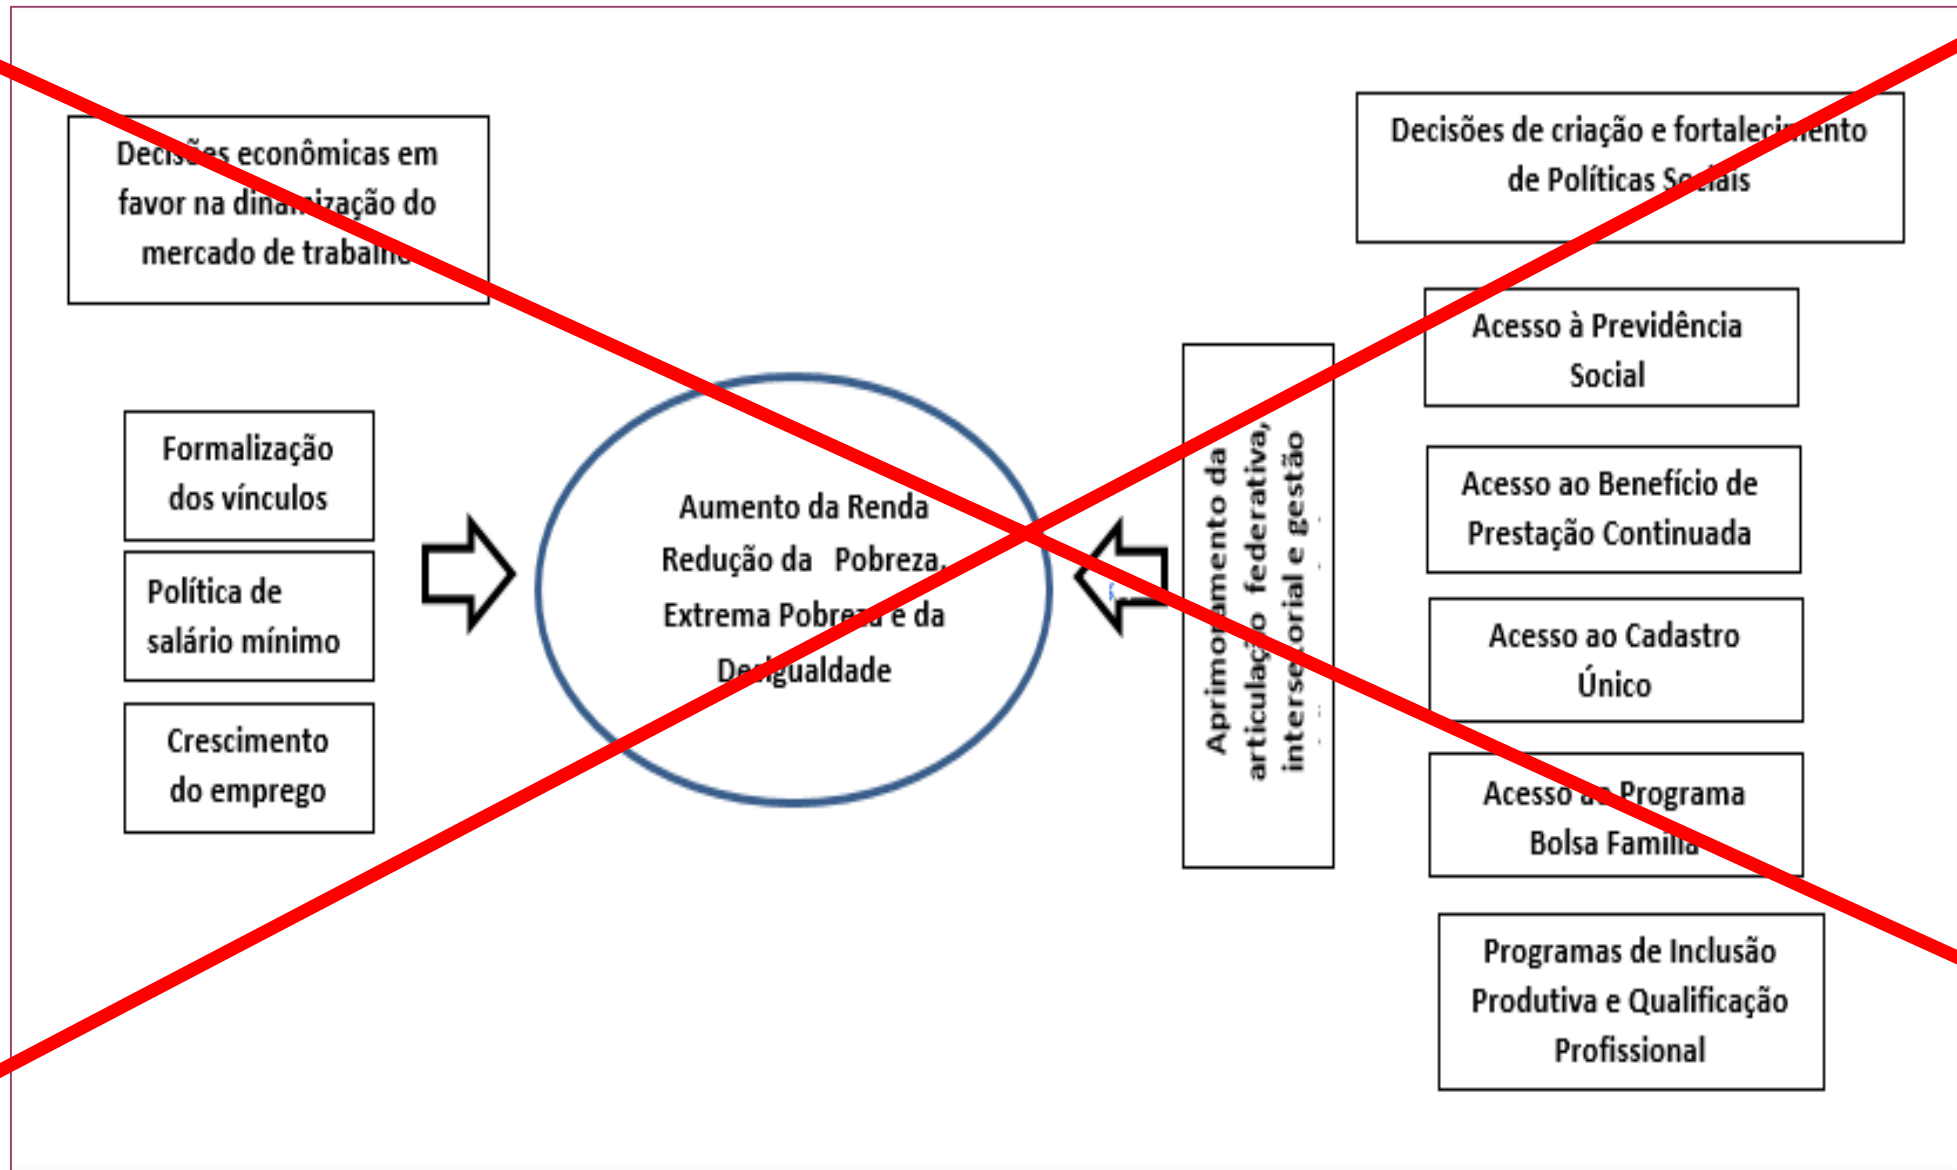 Decisões econômicas em
favor na dinamização do
mercado de trabalho
Formalização
dos vínculos
Política de
salário mínimo
Crescimento
do emprego
Aumento da Renda
Redução da Pobreza,
Extrema Pobreza e da
Desigualdade
Aprimoramento da
articulação federativa,
intersetorial e gestão
Decisões de criação e fortalecimento
de Políticas Sociais
Acesso à Previdência
Social
Acesso ao Benefício de
Prestação Continuada
Acesso ao Cadastro
Único
Acesso ao Programa
Bolsa Família
Programas de Inclusão
Produtiva e Qualificação
Profissional